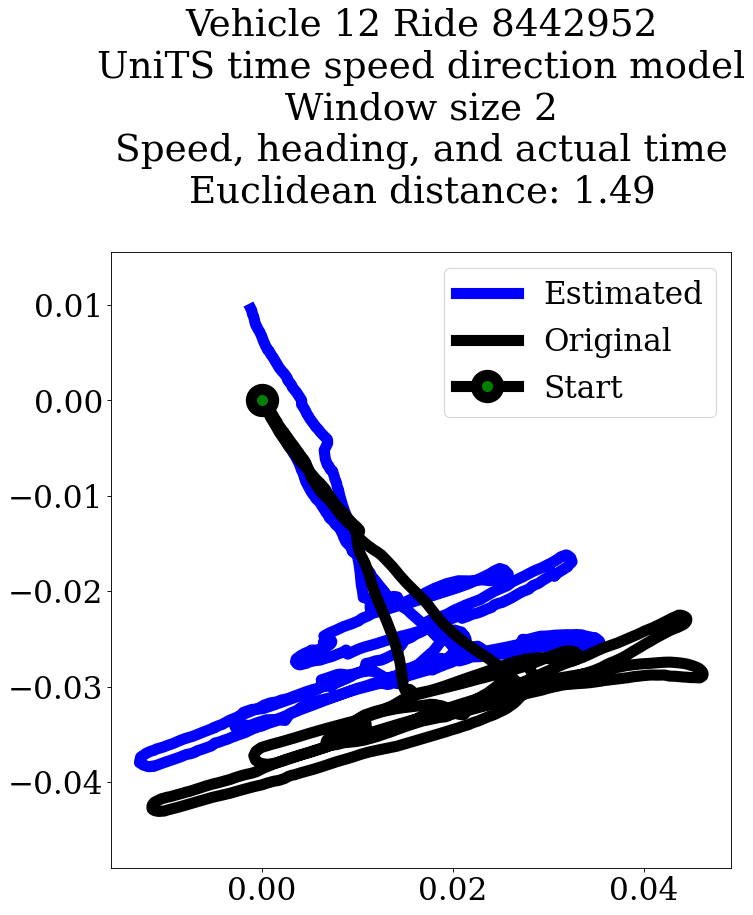 Vehicle 12 Ride 8442952
UniTS time speed direction model
Window size 2
Speed, heading, and actual time
Euclidean distance: 1.49
Estimated
Original
Start
0.01
0.00
−0.01
−0.02
−0.03
−0.04
0.00 0.02 0.04